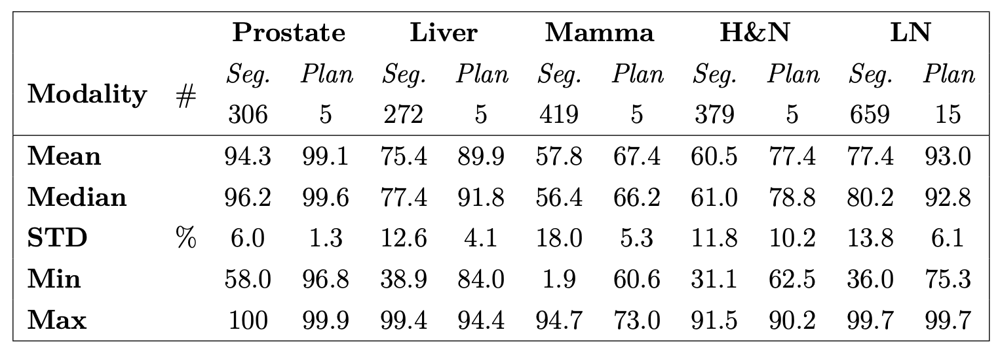 Prostate Liver Mamma H&N LN
Seg. Plan Seg. Plan Seg. Plan Seg. Plan Seg. Plan
Modality #
306 5 272 5 419 5 379 5 659 15
Mean 94.3 99.1 75.4 89.9 57.8 67.4 60.5 77.4 77.4 93.0
Median 96.2 99.6 77.4 91.8 56.4 66.2 61.0 78.8 80.2 92.8
STD % 6.0 1.3 12.6 4.1 18.0 5.3 11.8 10.2 13.8 6.1
Min 58.0 96.8 38.9 84.0 1.9 60.6 31.1 62.5 36.0 75.3
Max 100 99.9 99.4 94.4 94.7 73.0 91.5 90.2 99.7 99.7